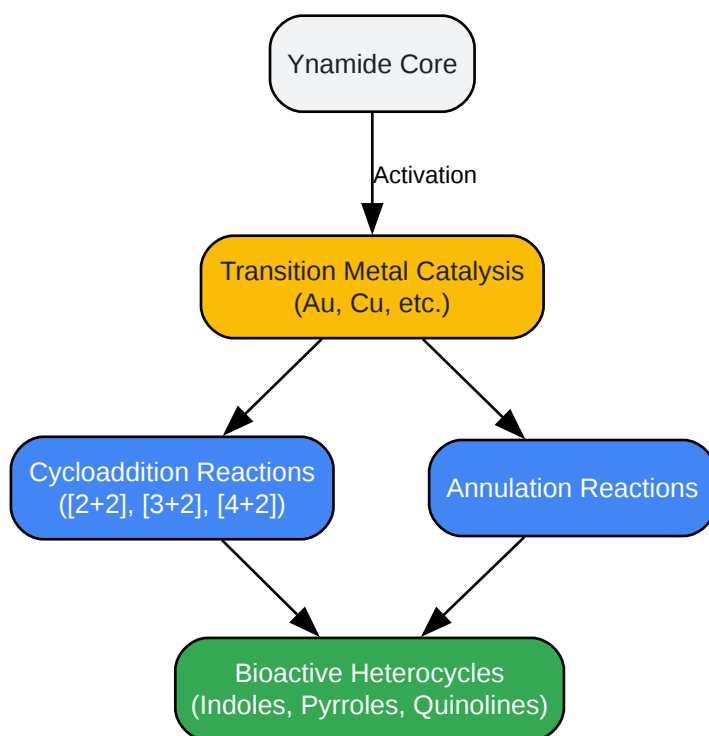 Ynamide Core
Activation
Transition Metal Catalysis
(Au, Cu, etc.)
Cycloaddition Reactions
([2+2], [3+2], [4+2])
Annulation Reactions
Bioactive Heterocycles
(Indoles, Pyrroles, Quinolines)